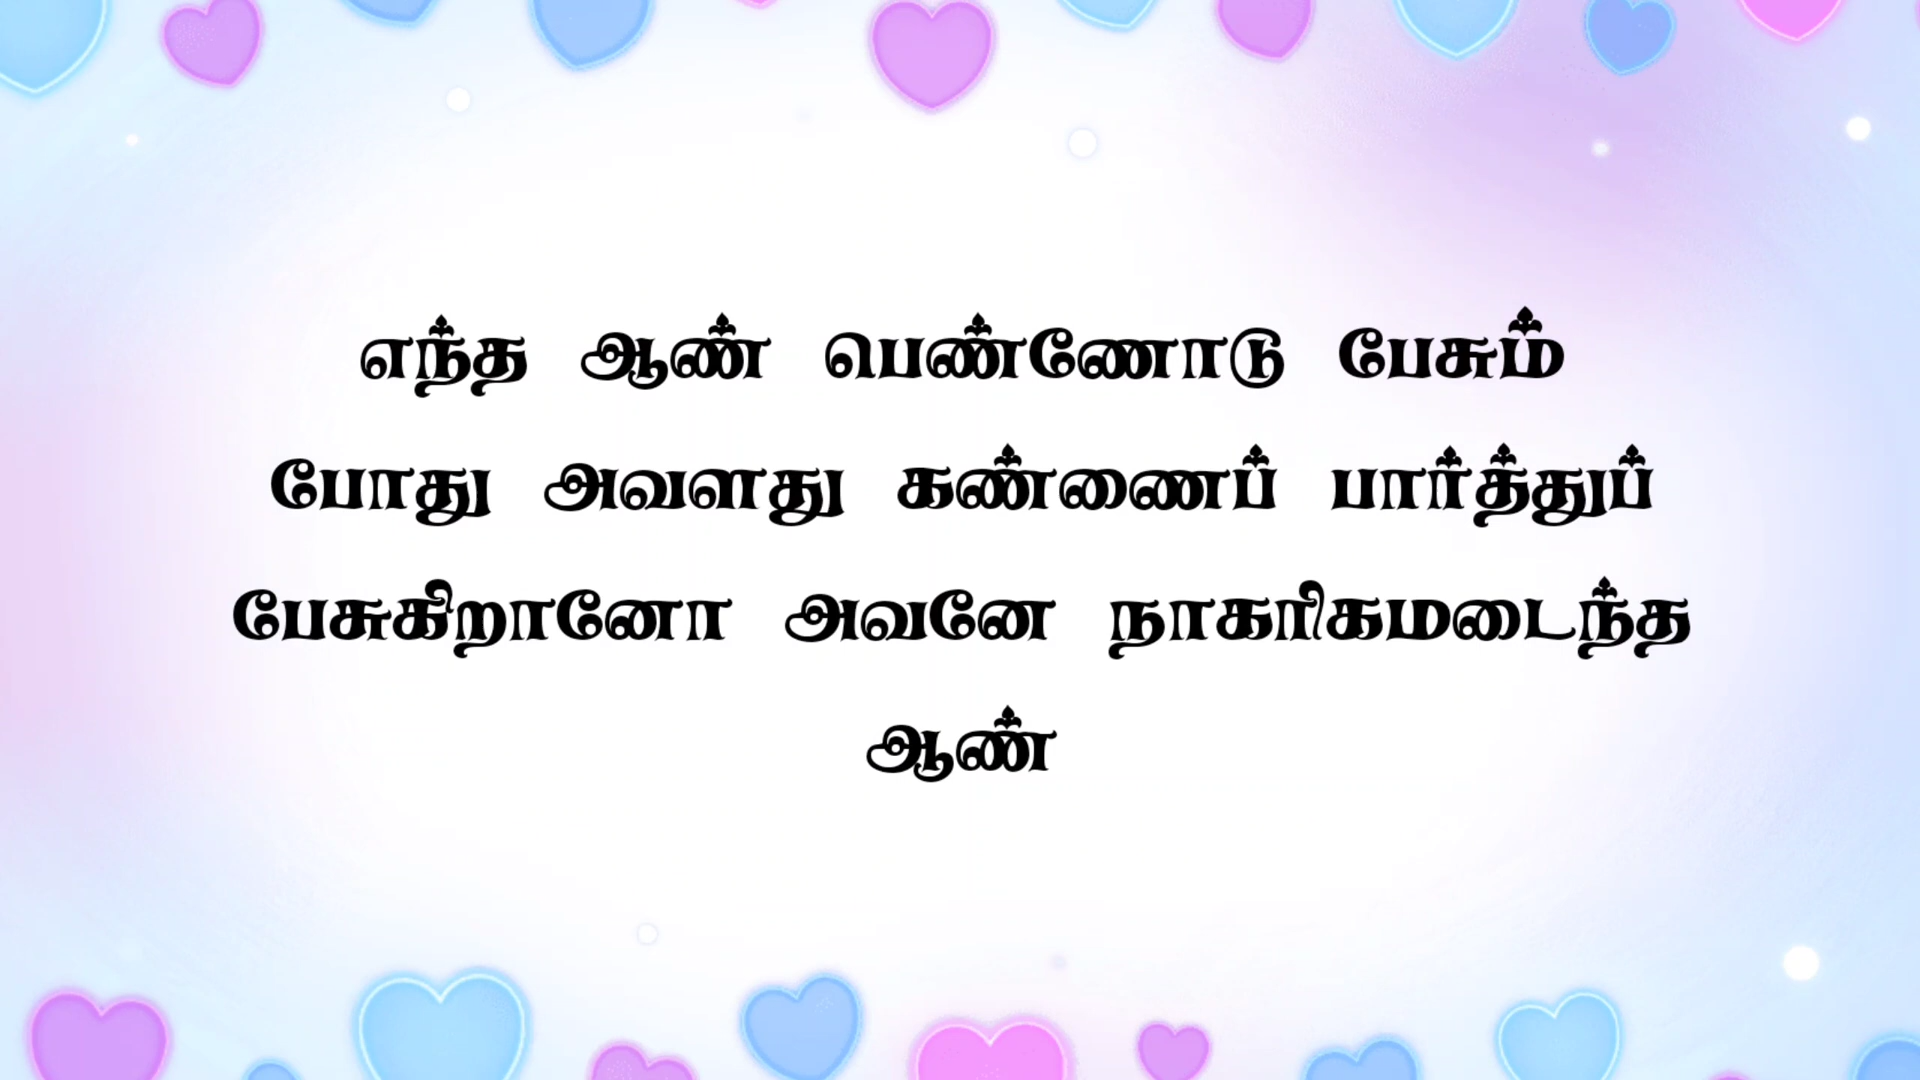 எந்த ஆண் பெண்ணோடு பேசும்
போது அவளது கண்ணைப் பார்த்துப்
பேசுகிறானோ அவனே நாகரிகமடைந்த
ஆண்